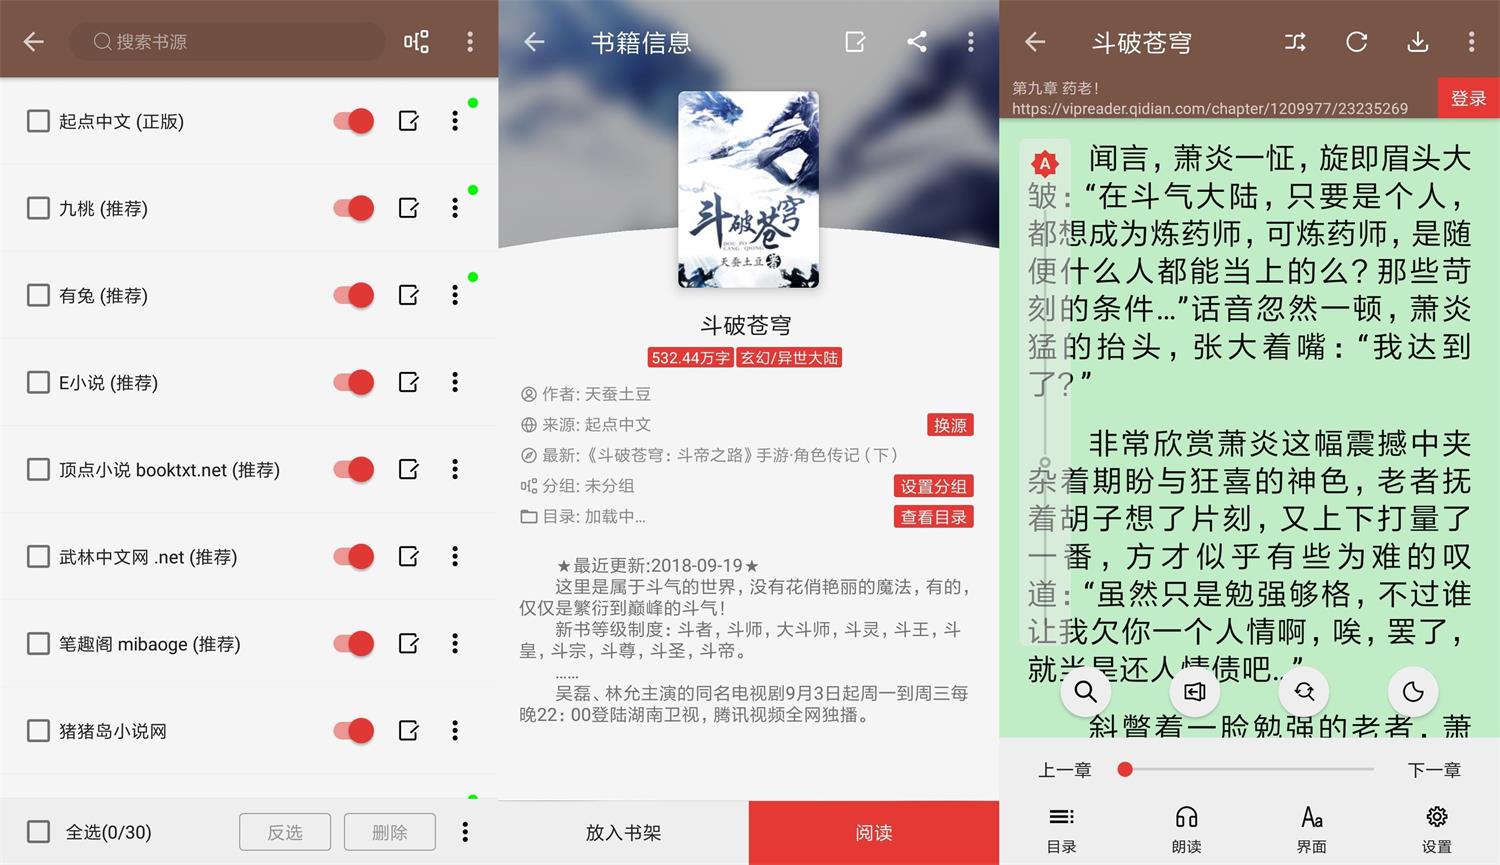 搜索书源
起点中文 (正版)
九桃 (推荐)
有兔 (推荐)
E小说 (推荐)
顶点小说 booktxt.net (推荐)
武林中文网 .net (推荐)
笔趣阁 mibaoge (推荐)
猪猪岛小说网
全选(0/30)
反选
删除
书籍信息
斗破苍穹
DOU PO
CANG QIONG
天蚕土豆 著
斗破苍穹
532.44万字 玄幻/异世大陆
作者: 天蚕土豆
来源: 起点中文
换源
最新:《斗破苍穹：斗帝之路》手游·角色传记（下）
分组: 未分组
设置分组
目录: 加载中...
查看目录
★最近更新:2018-09-19★
这里是属于斗气的世界，没有花俏艳丽的魔法，有的，
仅仅是繁衍到巅峰的斗气！
新书等级制度：斗者，斗师，大斗师，斗灵，斗王，斗
皇，斗宗，斗尊，斗圣，斗帝。
……
吴磊、林允主演的同名电视剧9月3日起周一到周三每
晚22：00登陆湖南卫视，腾讯视频全网独播。
放入书架
阅读
斗破苍穹
第九章 药老！
https://vipreader.qidian.com/chapter/1209977/23235269
登录
A
闻言，萧炎一怔，旋即眉头大
皱：“在斗气大陆，只要是个人，
都想成为炼药师，可炼药师，是随
便什么人都能当上的么？那些苛
刻的条件…”话音忽然一顿，萧炎
猛的抬头，张大着嘴：“我达到
了？”
非常欣赏萧炎这幅震撼中夹
杂着期盼与狂喜的神色，老者抚
着胡子想了片刻，又上下打量了
一番，方才似乎有些为难的叹
道：“虽然只是勉强够格，不过谁
让我欠你一个人情啊，唉，罢了，
就当是还人情债吧…”
斜瞥着一脸勉强的老者，萧
上一章
下一章
目录
朗读
Aa
界面
设置